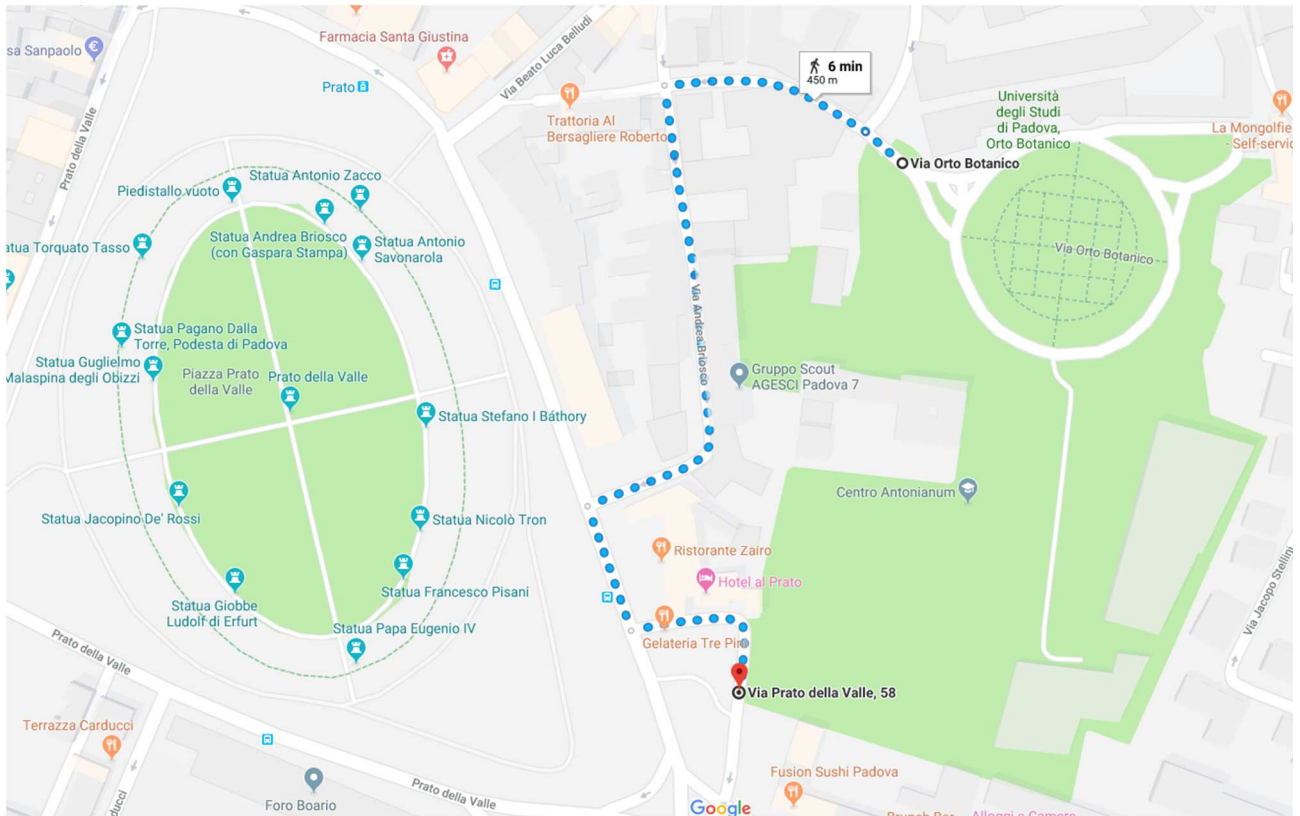 Farmacia Santa Giustina
sa Sanpaolo
Via Beato Luca Belludi
Prato
6 min
450 m
Trattoria Al
Bersagliere Roberto
Università
degli Studi
di Padova,
Orto Botanico
La Mongolfie
- Self-servic
Via Orto Botanico
Prato della Valle
Statua Antonio Zacco
Piedistallo vuoto
Statua Andrea Briosco
(con Gaspara Stampa)
Statua Antonio
Savonarola
atua Torquato Tasso
Via Orto Botanico
Via Andrea Briosco
Statua Pagano Dalla
Torre, Podesta di Padova
Statua Guglielmo
Malaspina degli Obizzi
Piazza Prato
della Valle
Prato della Valle
Gruppo Scout
AGESCI Padova 7
Statua Stefano I Báthory
Centro Antonianum
Statua Jacopino De' Rossi
Statua Nicolò Tron
Ristorante Zairo
Hotel al Prato
Statua Francesco Pisani
Statua Giobbe
Ludolf di Erfurt
Statua Papa Eugenio IV
Gelateria Tre Pini
Via Jacopo Stellini
Prato della Valle
Via Prato della Valle, 58
Terrazza Carducci
Foro Boario
Prato della Valle
Fusion Sushi Padova
Google